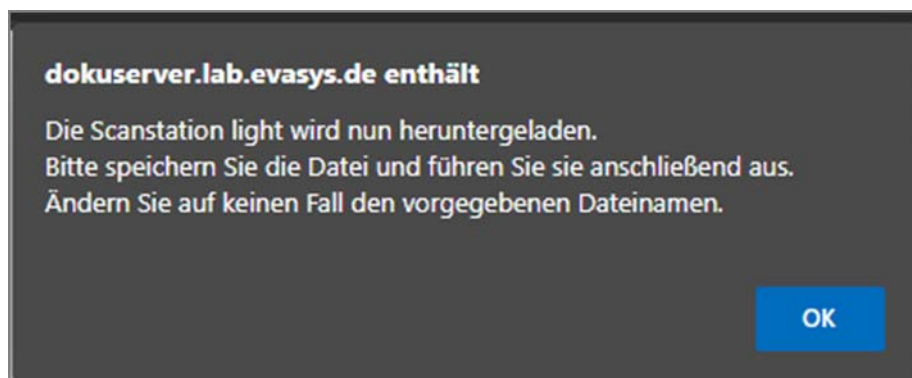 dokuserver.lab.evasys.de enthält
Die Scanstation light wird nun heruntergeladen.
Bitte speichern Sie die Datei und führen Sie sie anschließend aus.
Ändern Sie auf keinen Fall den vorgegebenen Dateinamen.
OK